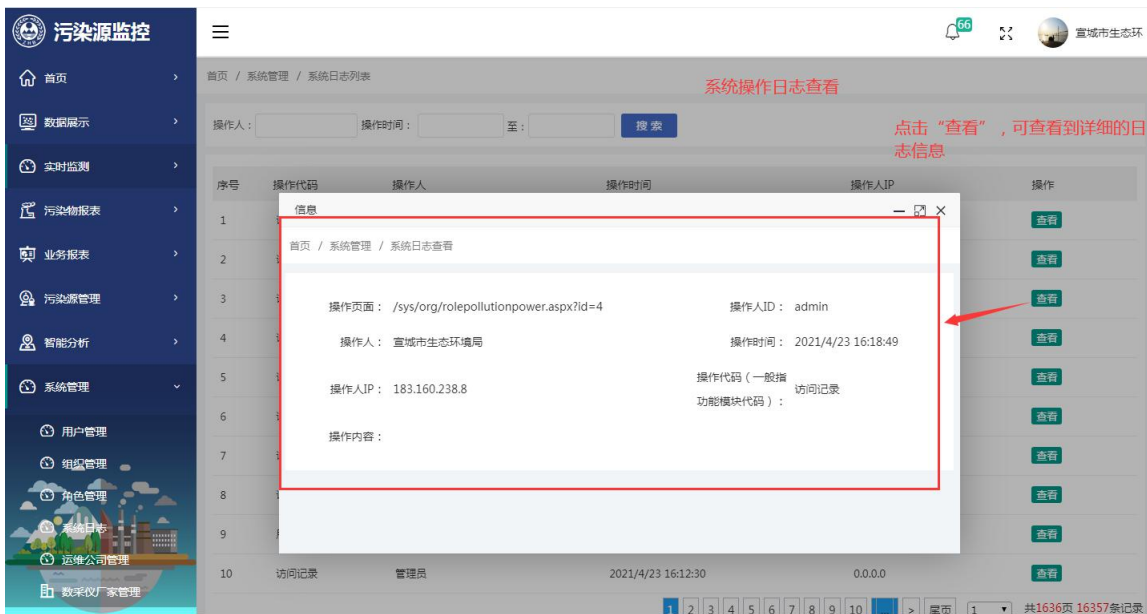 污染源监控
66
宣城市生态环
首页
数据展示
实时监测
污染物报表
业务报表
污染源管理
智能分析
系统管理
用户管理
组织管理
角色管理
系统日志
运维公司管理
数采仪厂家管理
首页 / 系统管理 / 系统日志列表
系统操作日志查看
操作人：
操作时间：
至：
搜索
点击“查看”，可查看到详细的日
志信息
序号 操作代码 操作人 操作时间 操作人IP 操作
1 查看
2 查看
3 查看
4 查看
5 查看
6 查看
7 查看
8 查看
9 查看
10 访问记录 管理员 2021/4/23 16:12:30 0.0.0.0 查看
信息
首页 / 系统管理 / 系统日志查看
操作页面： /sys/org/rolepollutionpower.aspx?id=4 操作人ID： admin
操作人： 宣城市生态环境局 操作时间： 2021/4/23 16:18:49
操作人IP： 183.160.238.8
操作代码（一般指
功能模块代码）：
访问记录
操作内容：
1 2 3 4 5 6 7 8 9 10 ... > 尾页 1 共1636页 16357条记录